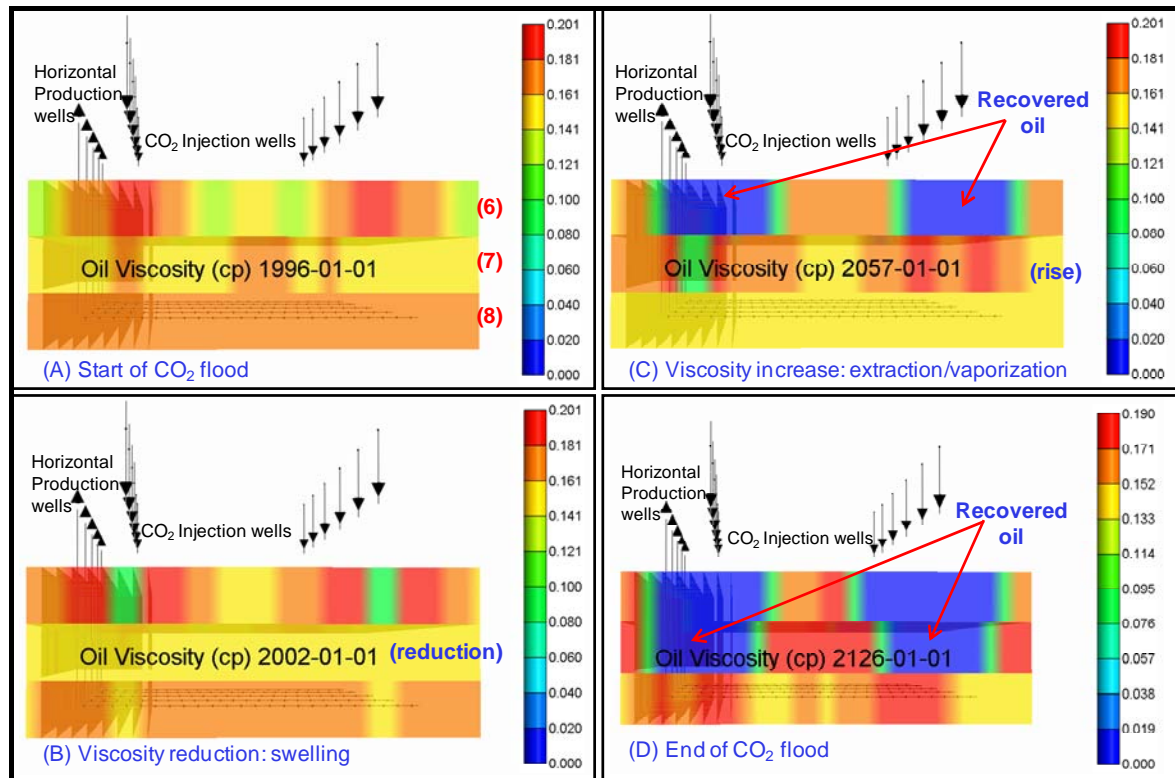 Horizontal
Production
wells
CO₂ Injection wells
0.201
0.181
0.161
0.141
0.121
0.100
0.080
0.060
0.040
0.020
0.000
(6)
(7)
(8)
Oil Viscosity (cp) 1996-01-01
(A) Start of CO₂ flood
Horizontal
Production
wells
CO₂ Injection wells
Recovered
oil
0.201
0.181
0.161
0.141
0.121
0.100
0.080
0.060
0.040
0.020
0.000
Oil Viscosity (cp) 2057-01-01
(rise)
(C) Viscosity increase: extraction/vaporization
Horizontal
Production
wells
CO₂ Injection wells
0.201
0.181
0.161
0.141
0.121
0.100
0.080
0.060
0.040
0.020
0.000
Oil Viscosity (cp) 2002-01-01
(reduction)
(B) Viscosity reduction: swelling
Horizontal
Production
wells
CO₂ Injection wells
Recovered
oil
0.190
0.171
0.152
0.133
0.114
0.095
0.076
0.057
0.038
0.019
0.000
Oil Viscosity (cp) 2126-01-01
(D) End of CO₂ flood